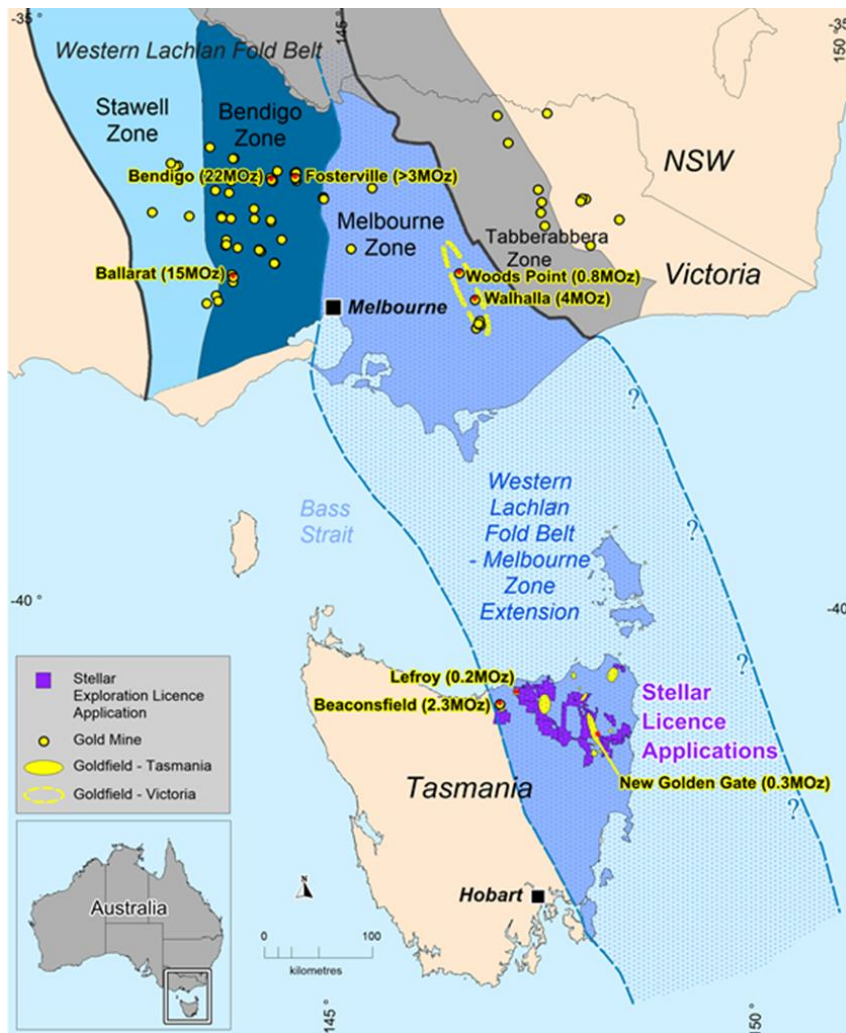 -35°
145°
-35
150°
Western Lachlan Fold Belt
Stawell
Zone
Bendigo
Zone
Bendigo (22MOz)
Fosterville (>3MOz)
NSW
Melbourne
Zone
Tabberabbera
Zone
Ballarat (15MOz)
Woods Point (0.8MOz)
Victoria
Walhalla (4MOz)
Melbourne
?
Bass
Strait
Western
Lachlan
Fold Belt
- Melbourne
Zone
Extension
?
-40°
-40
?
Stellar
Exploration Licence
Application
Gold Mine
Goldfield - Tasmania
Goldfield - Victoria
Lefroy (0.2MOz)
Beaconsfield (2.3MOz)
Stellar
Licence
Applications
New Golden Gate (0.3MOz)
Tasmania
?
Australia
N
Hobart
0
100
kilometres
145°
150°